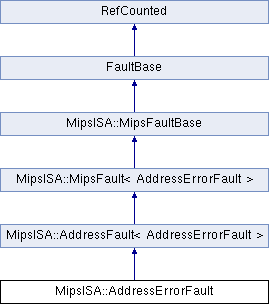 RefCounted
FaultBase
MipsISA::MipsFaultBase
MipsISA::MipsFault< AddressErrorFault >
MipsISA::AddressFault< AddressErrorFault >
MipsISA::AddressErrorFault